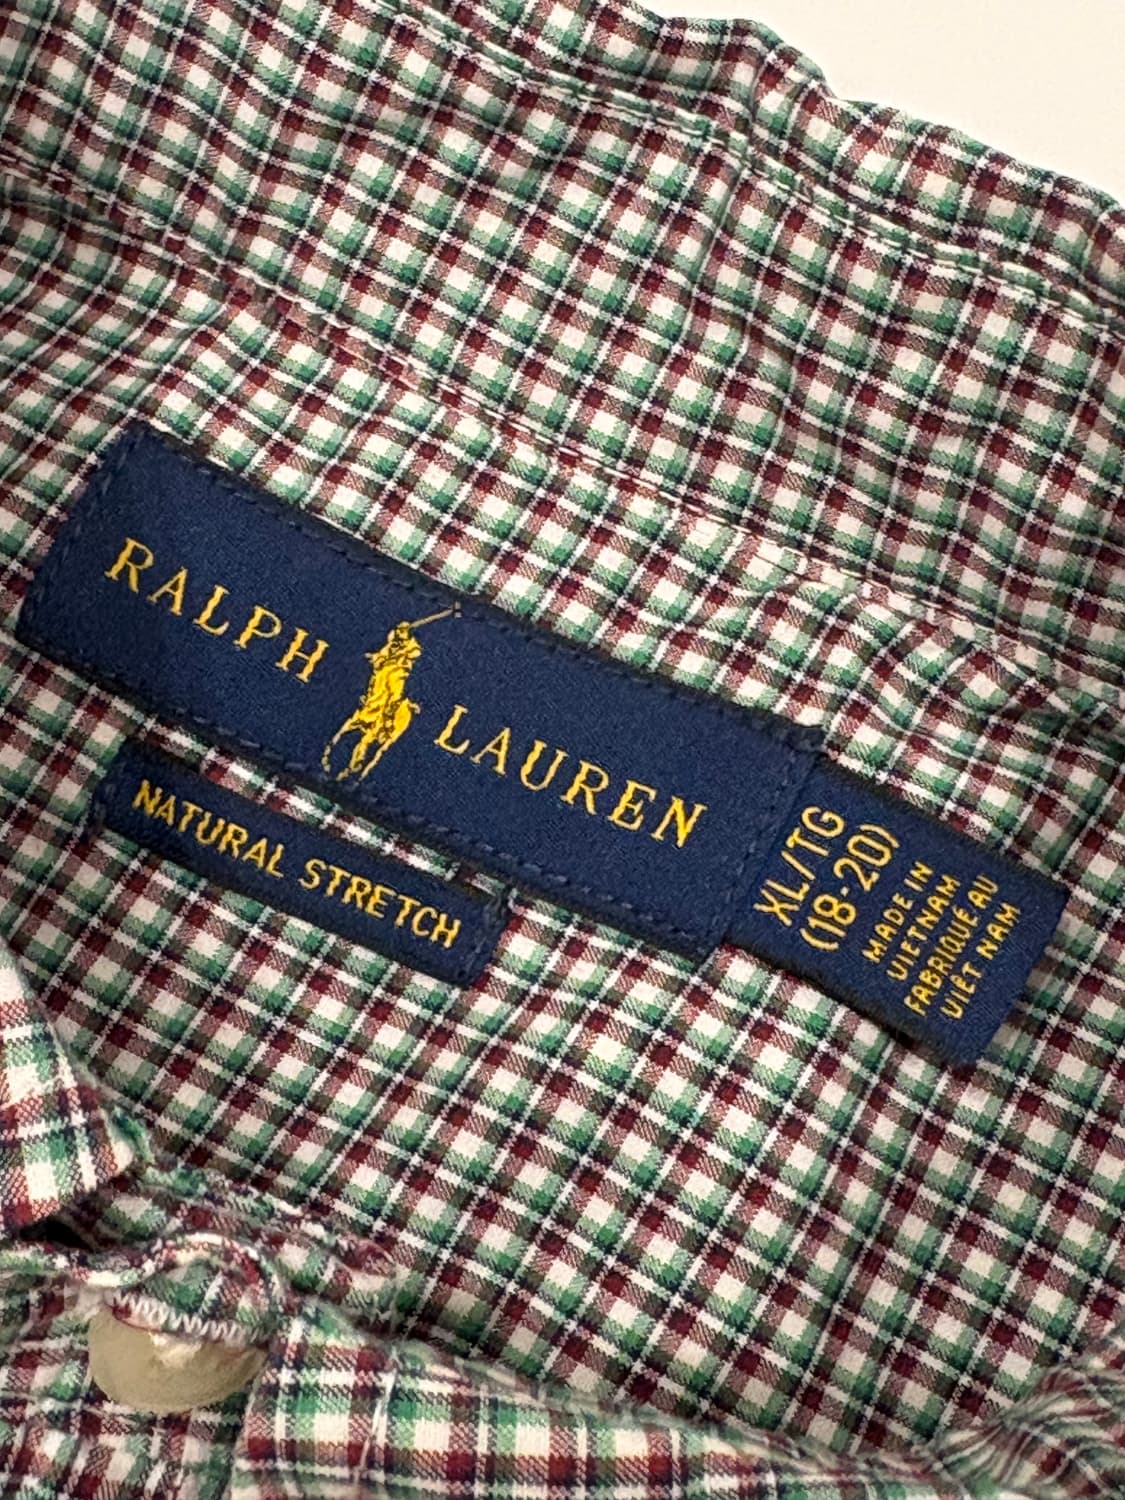 RALPH LAUREN
NATURAL STRETCH
XL/TG
(18-20)
MADE IN
VIETNAM
FABRIQUÉ AU
VIÊT NAM